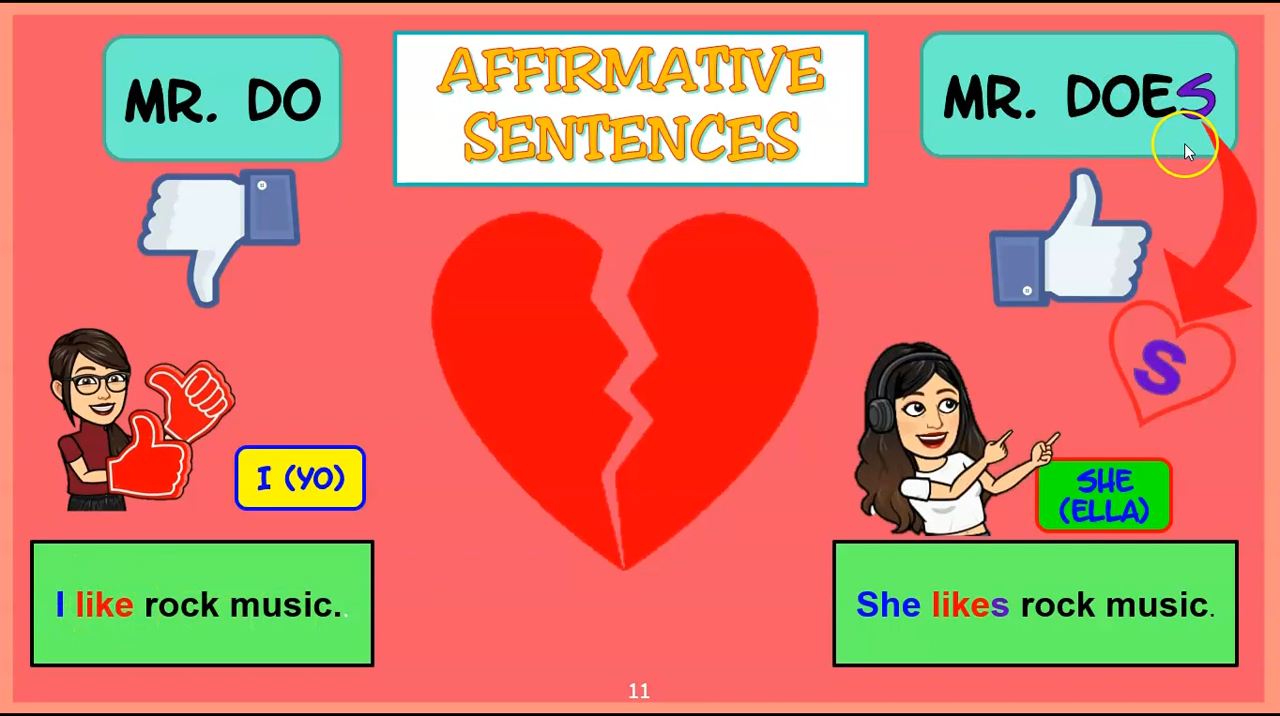 MR. DO
AFFIRMATIVE
SENTENCES
MR. DOES
S
I (YO)
SHE
(ELLA)
I like rock music..
She likes rock music.
11